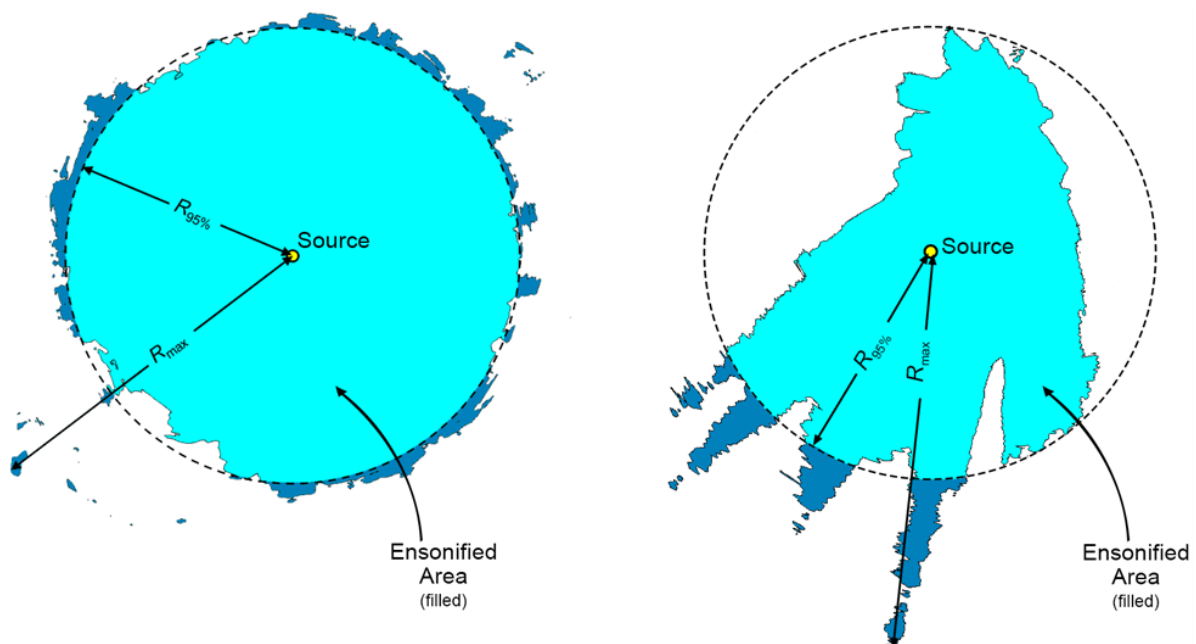 R95%
Source
Rmax
Ensonified
Area
(filled)
Source
R95%
Rmax
Ensonified
Area
(filled)